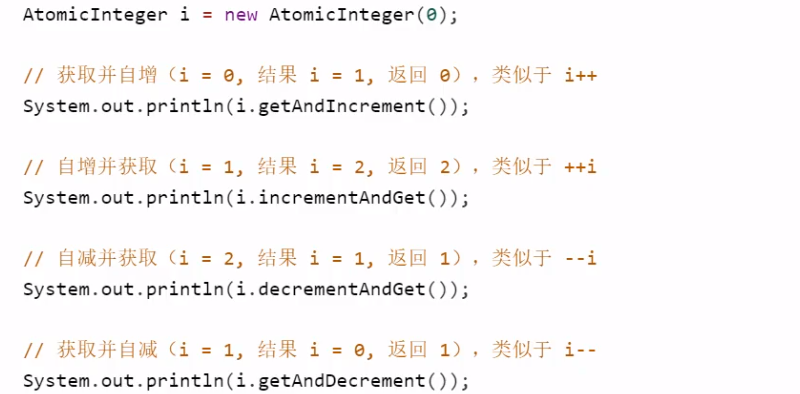 AtomicInteger i = new AtomicInteger(0);
// 获取并自增（i = 0, 结果 i = 1, 返回 0），类似于 i++
System.out.println(i.getAndIncrement());
// 自增并获取（i = 1, 结果 i = 2, 返回 2），类似于 ++i
System.out.println(i.incrementAndGet());
// 自减并获取（i = 2, 结果 i = 1, 返回 1），类似于 --i
System.out.println(i.decrementAndGet());
// 获取并自减（i = 1, 结果 i = 0, 返回 1），类似于 i--
System.out.println(i.getAndDecrement());